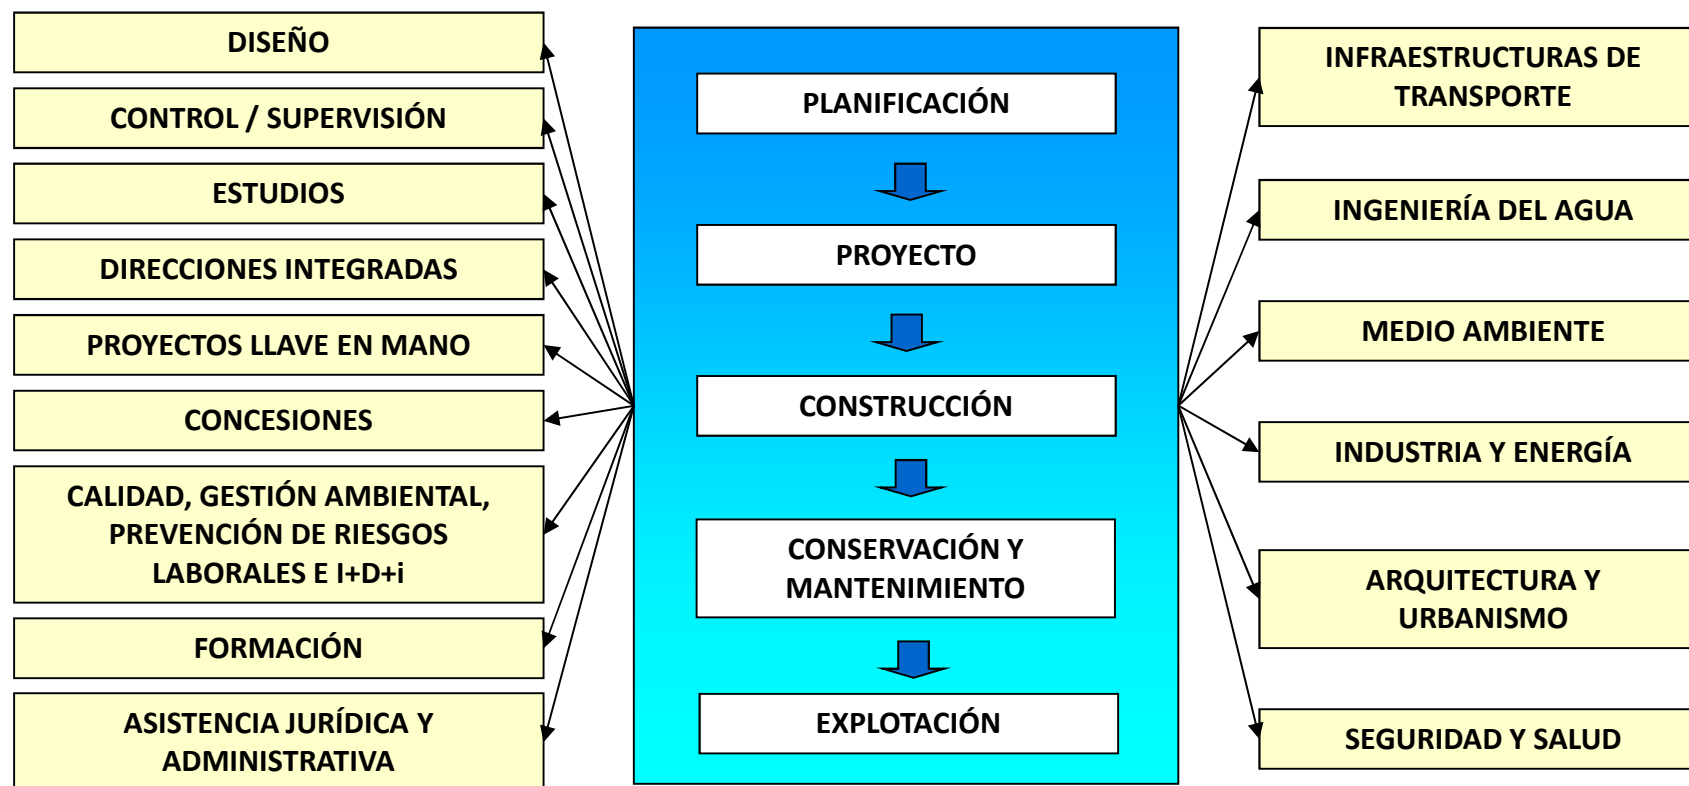 DISEÑO
CONTROL / SUPERVISIÓN
ESTUDIOS
DIRECCIONES INTEGRADAS
PROYECTOS LLAVE EN MANO
CONCESIONES
CALIDAD, GESTIÓN AMBIENTAL,
PREVENCIÓN DE RIESGOS
LABORALES E I+D+i
FORMACIÓN
ASISTENCIA JURÍDICA Y
ADMINISTRATIVA
PLANIFICACIÓN
PROYECTO
CONSTRUCCIÓN
CONSERVACIÓN Y
MANTENIMIENTO
EXPLOTACIÓN
INFRAESTRUCTURAS DE
TRANSPORTE
INGENIERÍA DEL AGUA
MEDIO AMBIENTE
INDUSTRIA Y ENERGÍA
ARQUITECTURA Y
URBANISMO
SEGURIDAD Y SALUD